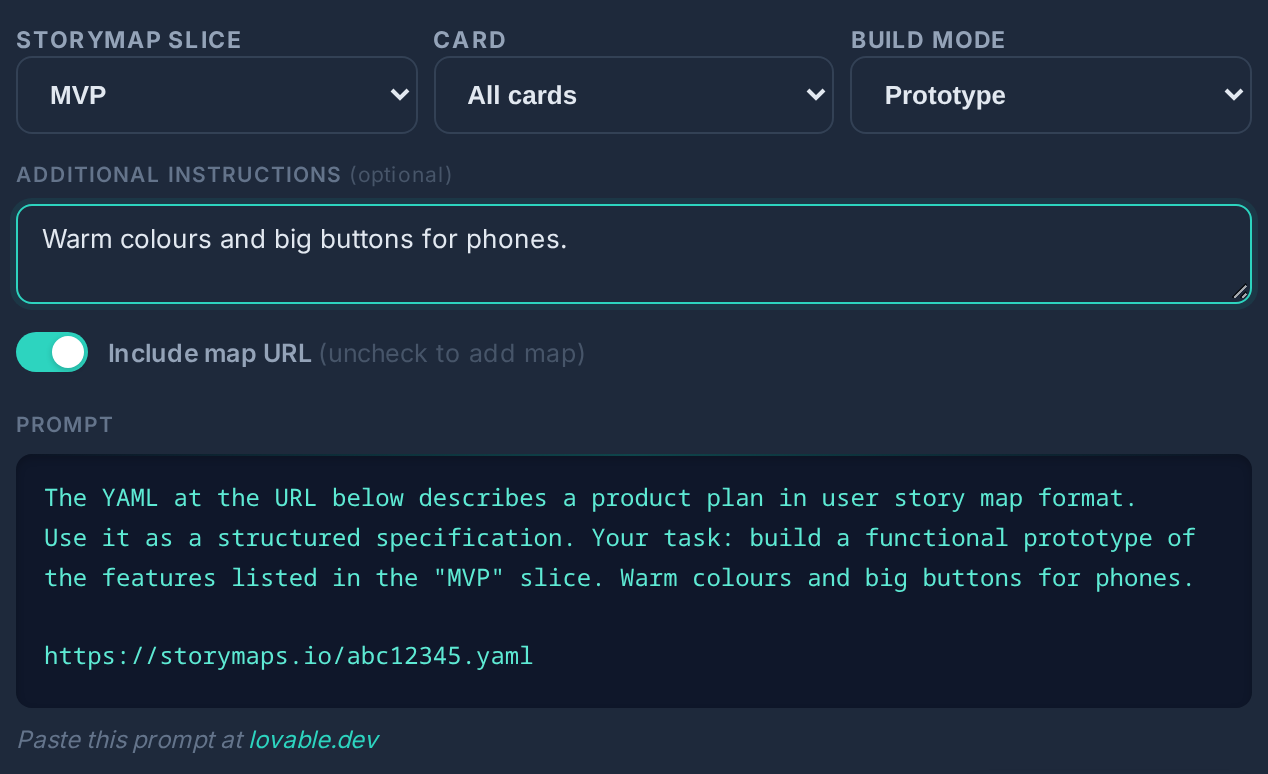 STORYMAP SLICE
CARD
BUILD MODE
MVP
All cards
Prototype
ADDITIONAL INSTRUCTIONS (optional)
Warm colours and big buttons for phones.
Include map URL (uncheck to add map)
PROMPT
The YAML at the URL below describes a product plan in user story map format.
Use it as a structured specification. Your task: build a functional prototype of
the features listed in the "MVP" slice. Warm colours and big buttons for phones.
https://storymaps.io/abc12345.yaml
Paste this prompt at lovable.dev